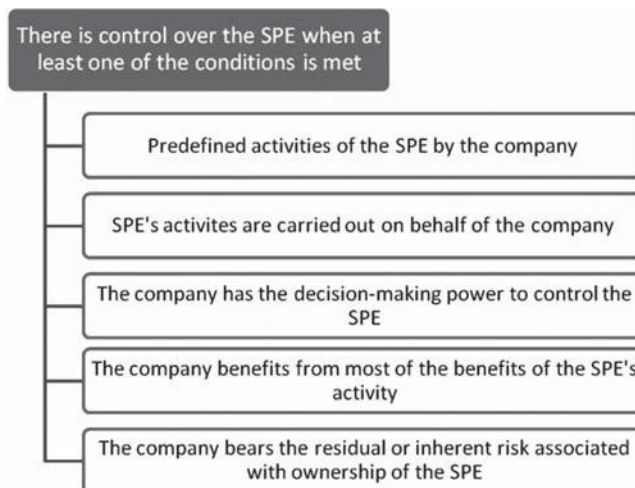 There is control over the SPE when at
least one of the conditions is met
Predefined activities of the SPE by the company
SPE's activites are carried out on behalf of the company
The company has the decision-making power to control the
SPE
The company benefits from most of the benefits of the SPE's
activity
The company bears the residual or inherent risk associated
with ownership of the SPE